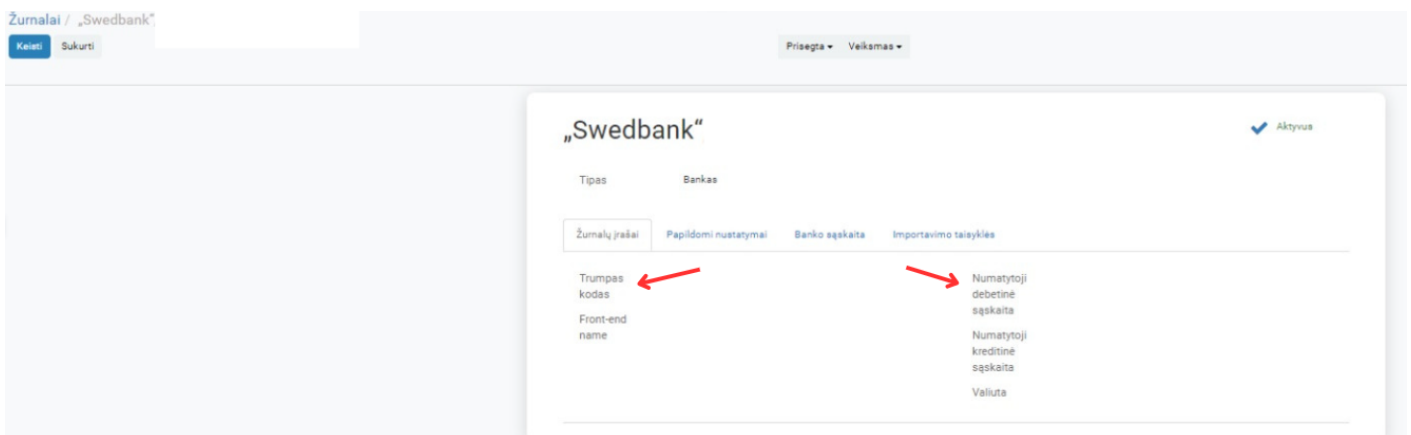 Žurnalai / „Swedbank“
Keisti Sukurti Prisegta Veiksmas
„Swedbank“ Aktyvus
Tipas Bankas
Žurnalų įrašai Papildomi nustatymai Banko sąskaita Importavimo taisyklės
Trumpas
kodas
Front-end
name
Numatytoji
debetinė
sąskaita
Numatytoji
kreditinė
sąskaita
Valiuta